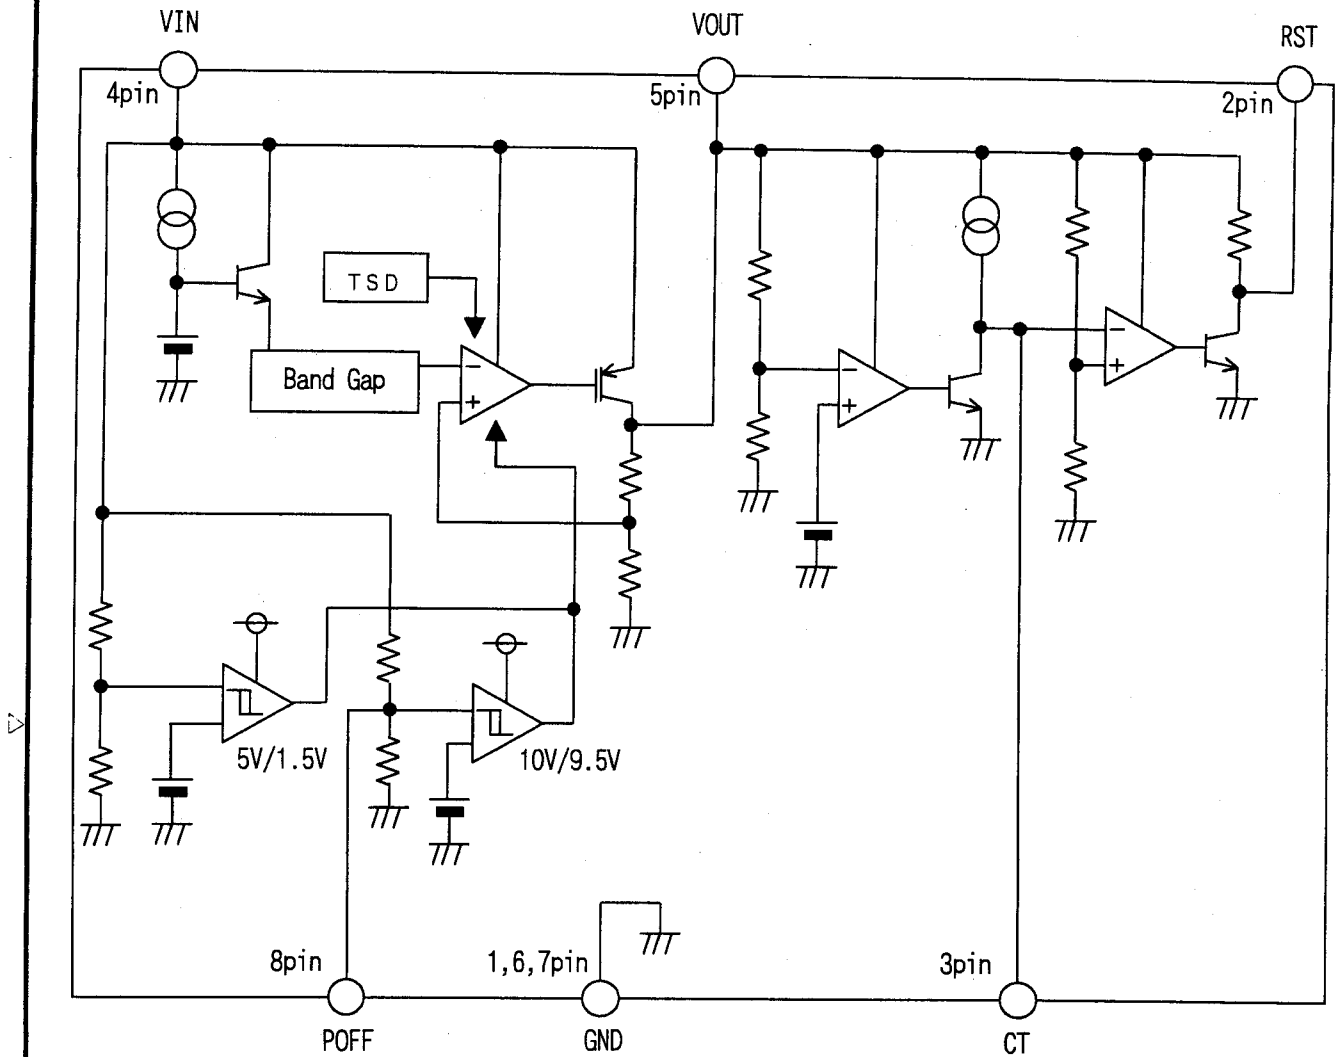 VIN
VOUT
RST
4pin
5pin
2pin
TSD
Band Gap
−
+
−
+
−
+
5V/1.5V
10V/9.5V
8pin
1,6,7pin
3pin
POFF
GND
CT